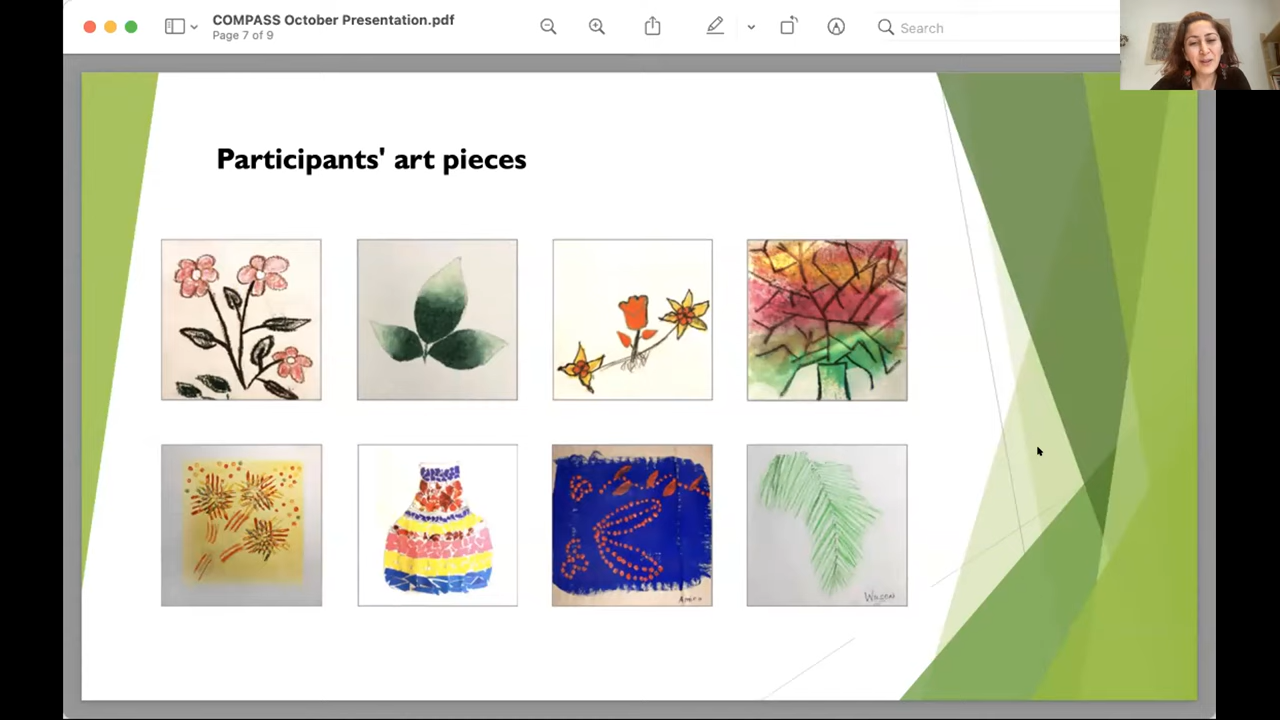 COMPASS October Presentation.pdf
Page 7 of 9
Search
Participants' art pieces